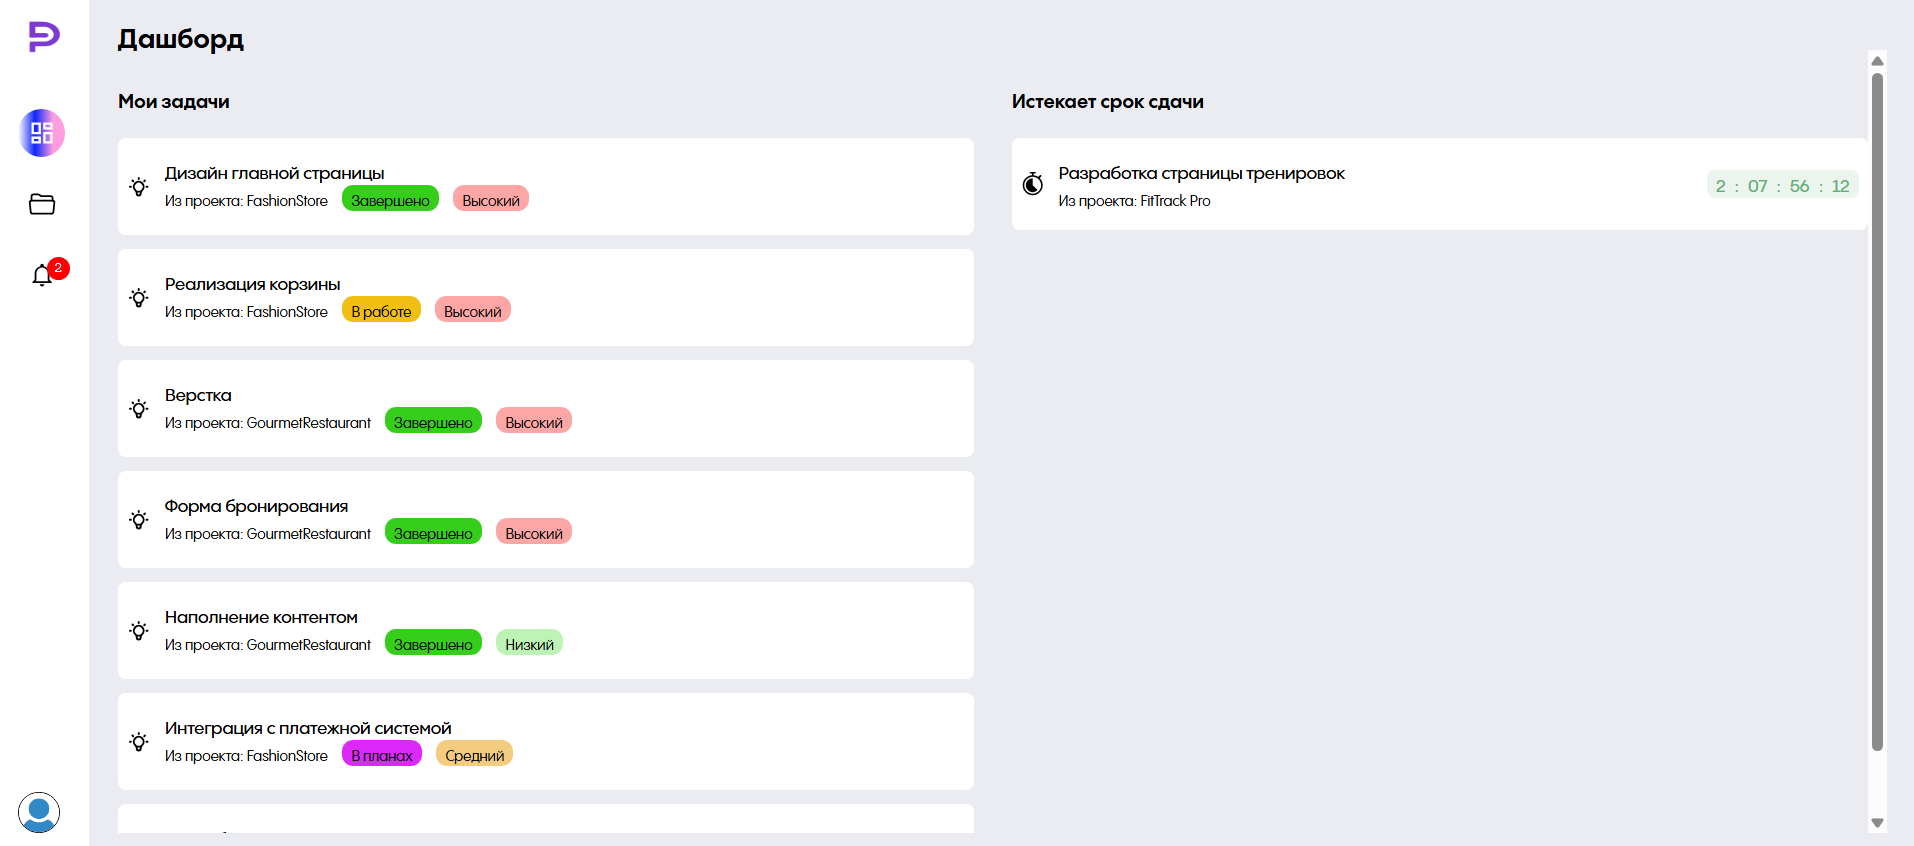 Дашборд
Мои задачи
Дизайн главной страницы
Из проекта: FashionStore Завершено Высокий
Реализация корзины
Из проекта: FashionStore В работе Высокий
Верстка
Из проекта: GourmetRestaurant Завершено Высокий
Форма бронирования
Из проекта: GourmetRestaurant Завершено Высокий
Наполнение контентом
Из проекта: GourmetRestaurant Завершено Низкий
Интеграция с платежной системой
Из проекта: FashionStore В планах Средний
Истекает срок сдачи
Разработка страницы тренировок
Из проекта: FitTrack Pro
2 : 07 : 56 : 12
2